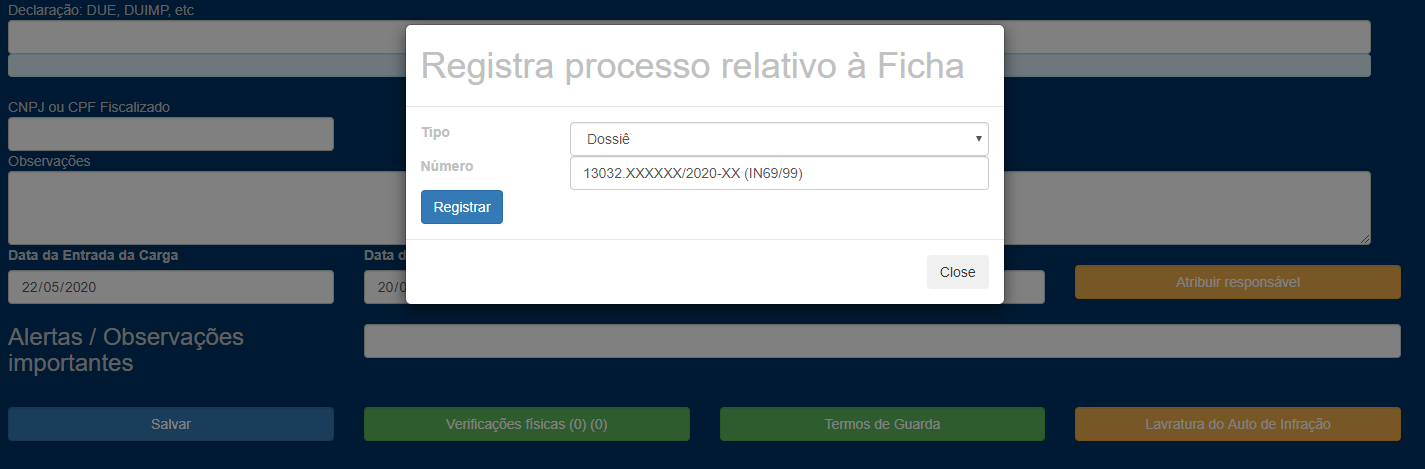 Declaração: DUE, DUIMP, etc
Registra processo relativo à Ficha
CNPJ ou CPF Fiscalizado
Tipo
Dossiê
Número
13032.XXXXXX/2020-XX (IN69/99)
Observações
Registrar
Data da Entrada da Carga
Data d
22/05/2020
20/0
Close
Atribuir responsável
Alertas / Observações
importantes
Salvar
Verificações físicas (0) (0)
Termos de Guarda
Lavratura do Auto de Infração